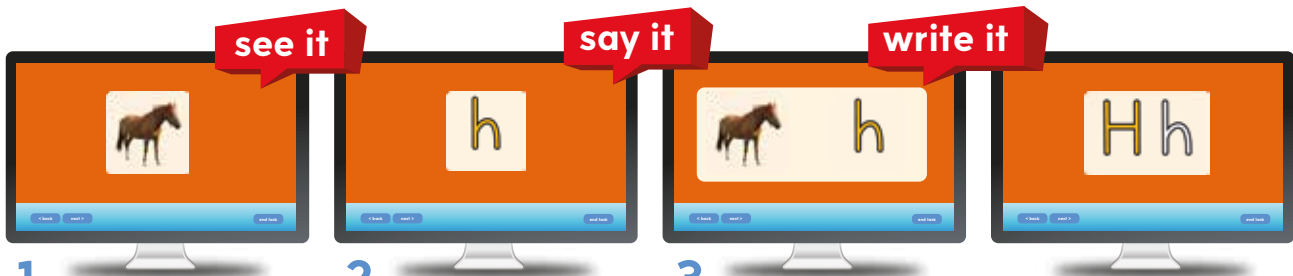 see it
say it
write it
h
h
H h
< back next >
end task
< back next >
end task
< back next >
end task
< back next >
end task
1
2
3